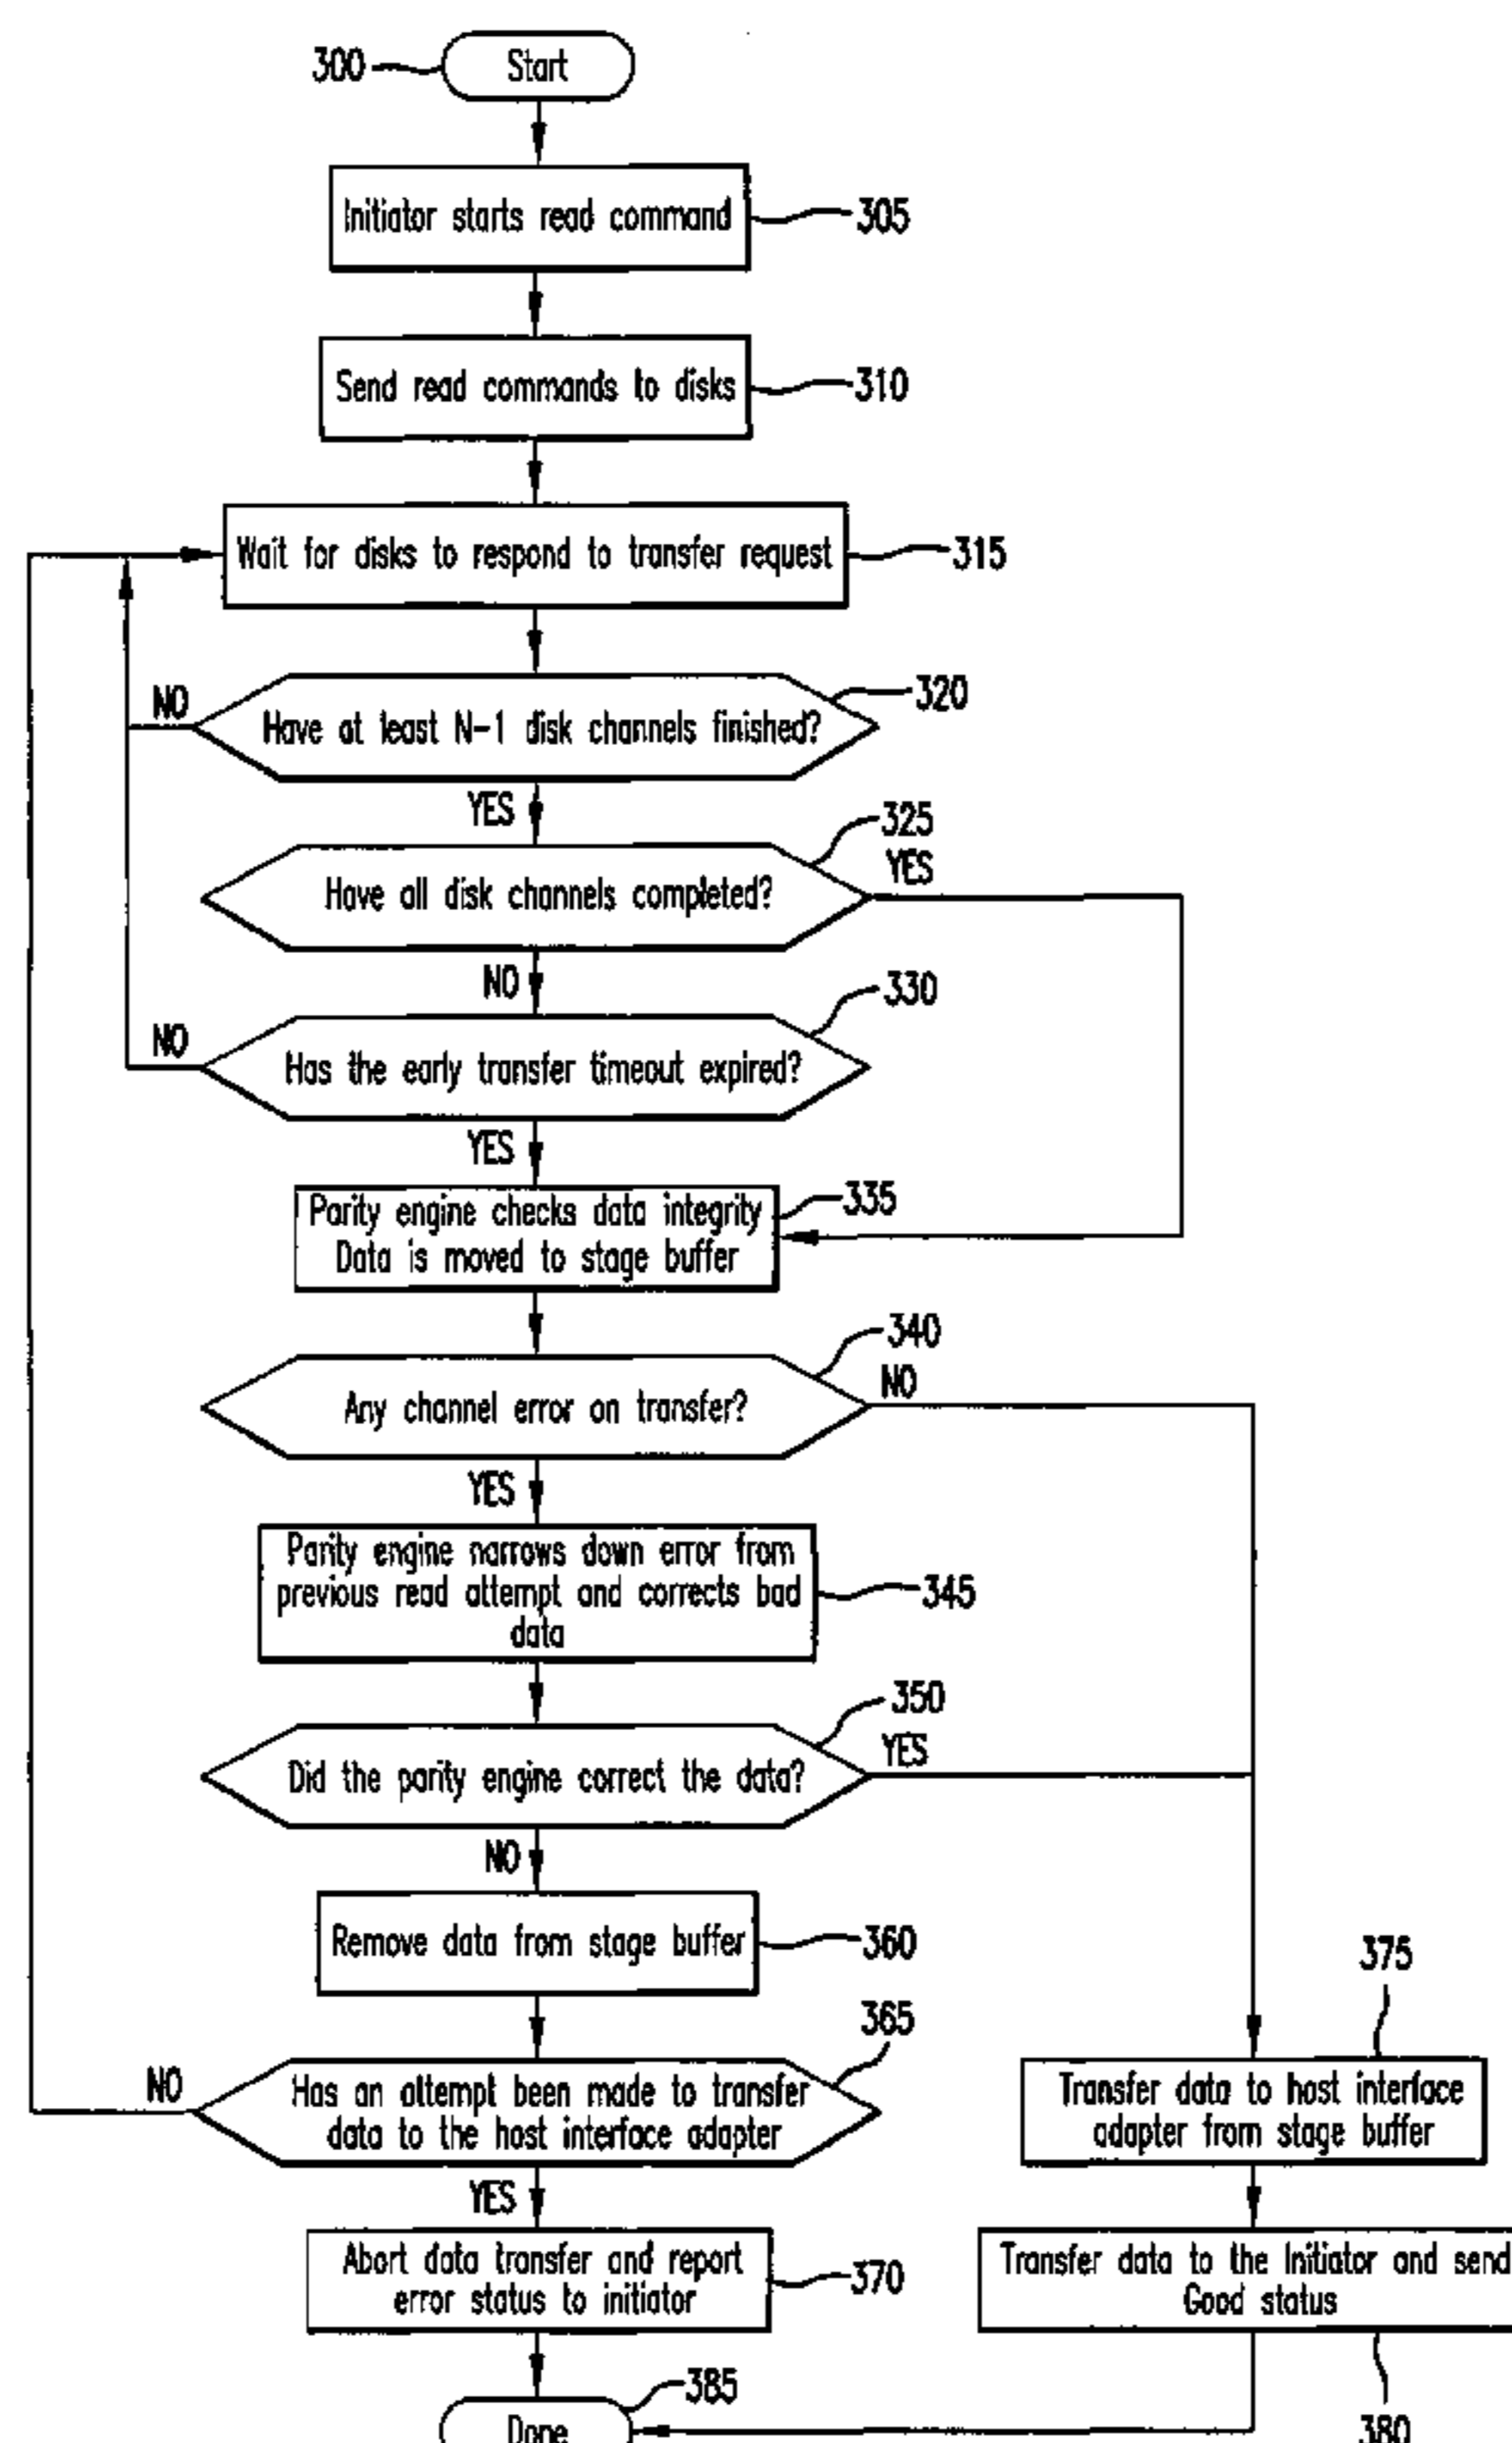 300
Start
Initiator starts read command
305
Send read commands to disks
310
Wait for disks to respond to transfer request
315
NO
320
Have at least N-1 disk channels finished?
YES
325
YES
Have all disk channels completed?
NO
330
NO
Has the early transfer timeout expired?
YES
Parity engine checks data integrity
Data is moved to stage buffer
335
340
NO
Any channel error on transfer?
YES
Parity engine narrows down error from
previous read attempt and corrects bad
data
345
350
YES
Did the parity engine correct the data?
NO
Remove data from stage buffer
360
375
365
NO
Has an attempt been made to transfer
data to the host interface adapter
Transfer data to host interface
adapter from stage buffer
YES
Abort data transfer and report
error status to initiator
370
Transfer data to the Initiator and send
Good status
385
Done
380